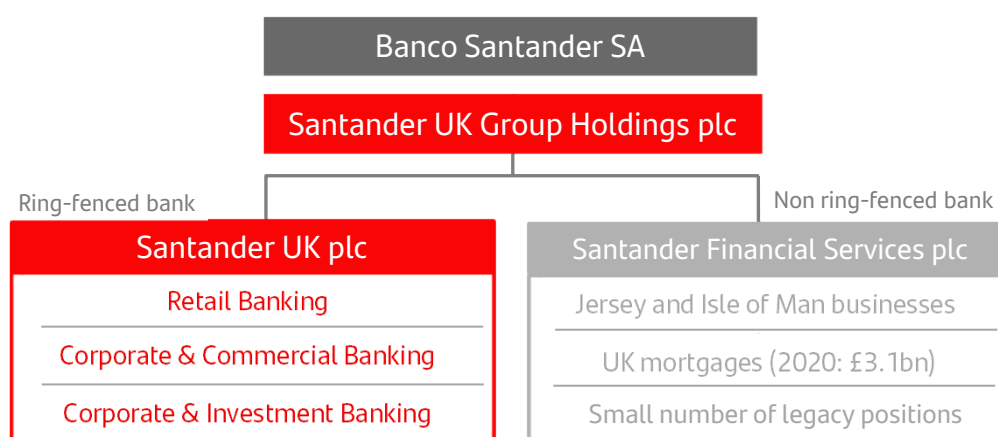 Banco Santander SA
Santander UK Group Holdings plc
Ring-fenced bank
Non ring-fenced bank
Santander UK plc
Retail Banking
Corporate & Commercial Banking
Corporate & Investment Banking
Santander Financial Services plc
Jersey and Isle of Man businesses
UK mortgages (2020: £3.1bn)
Small number of legacy positions